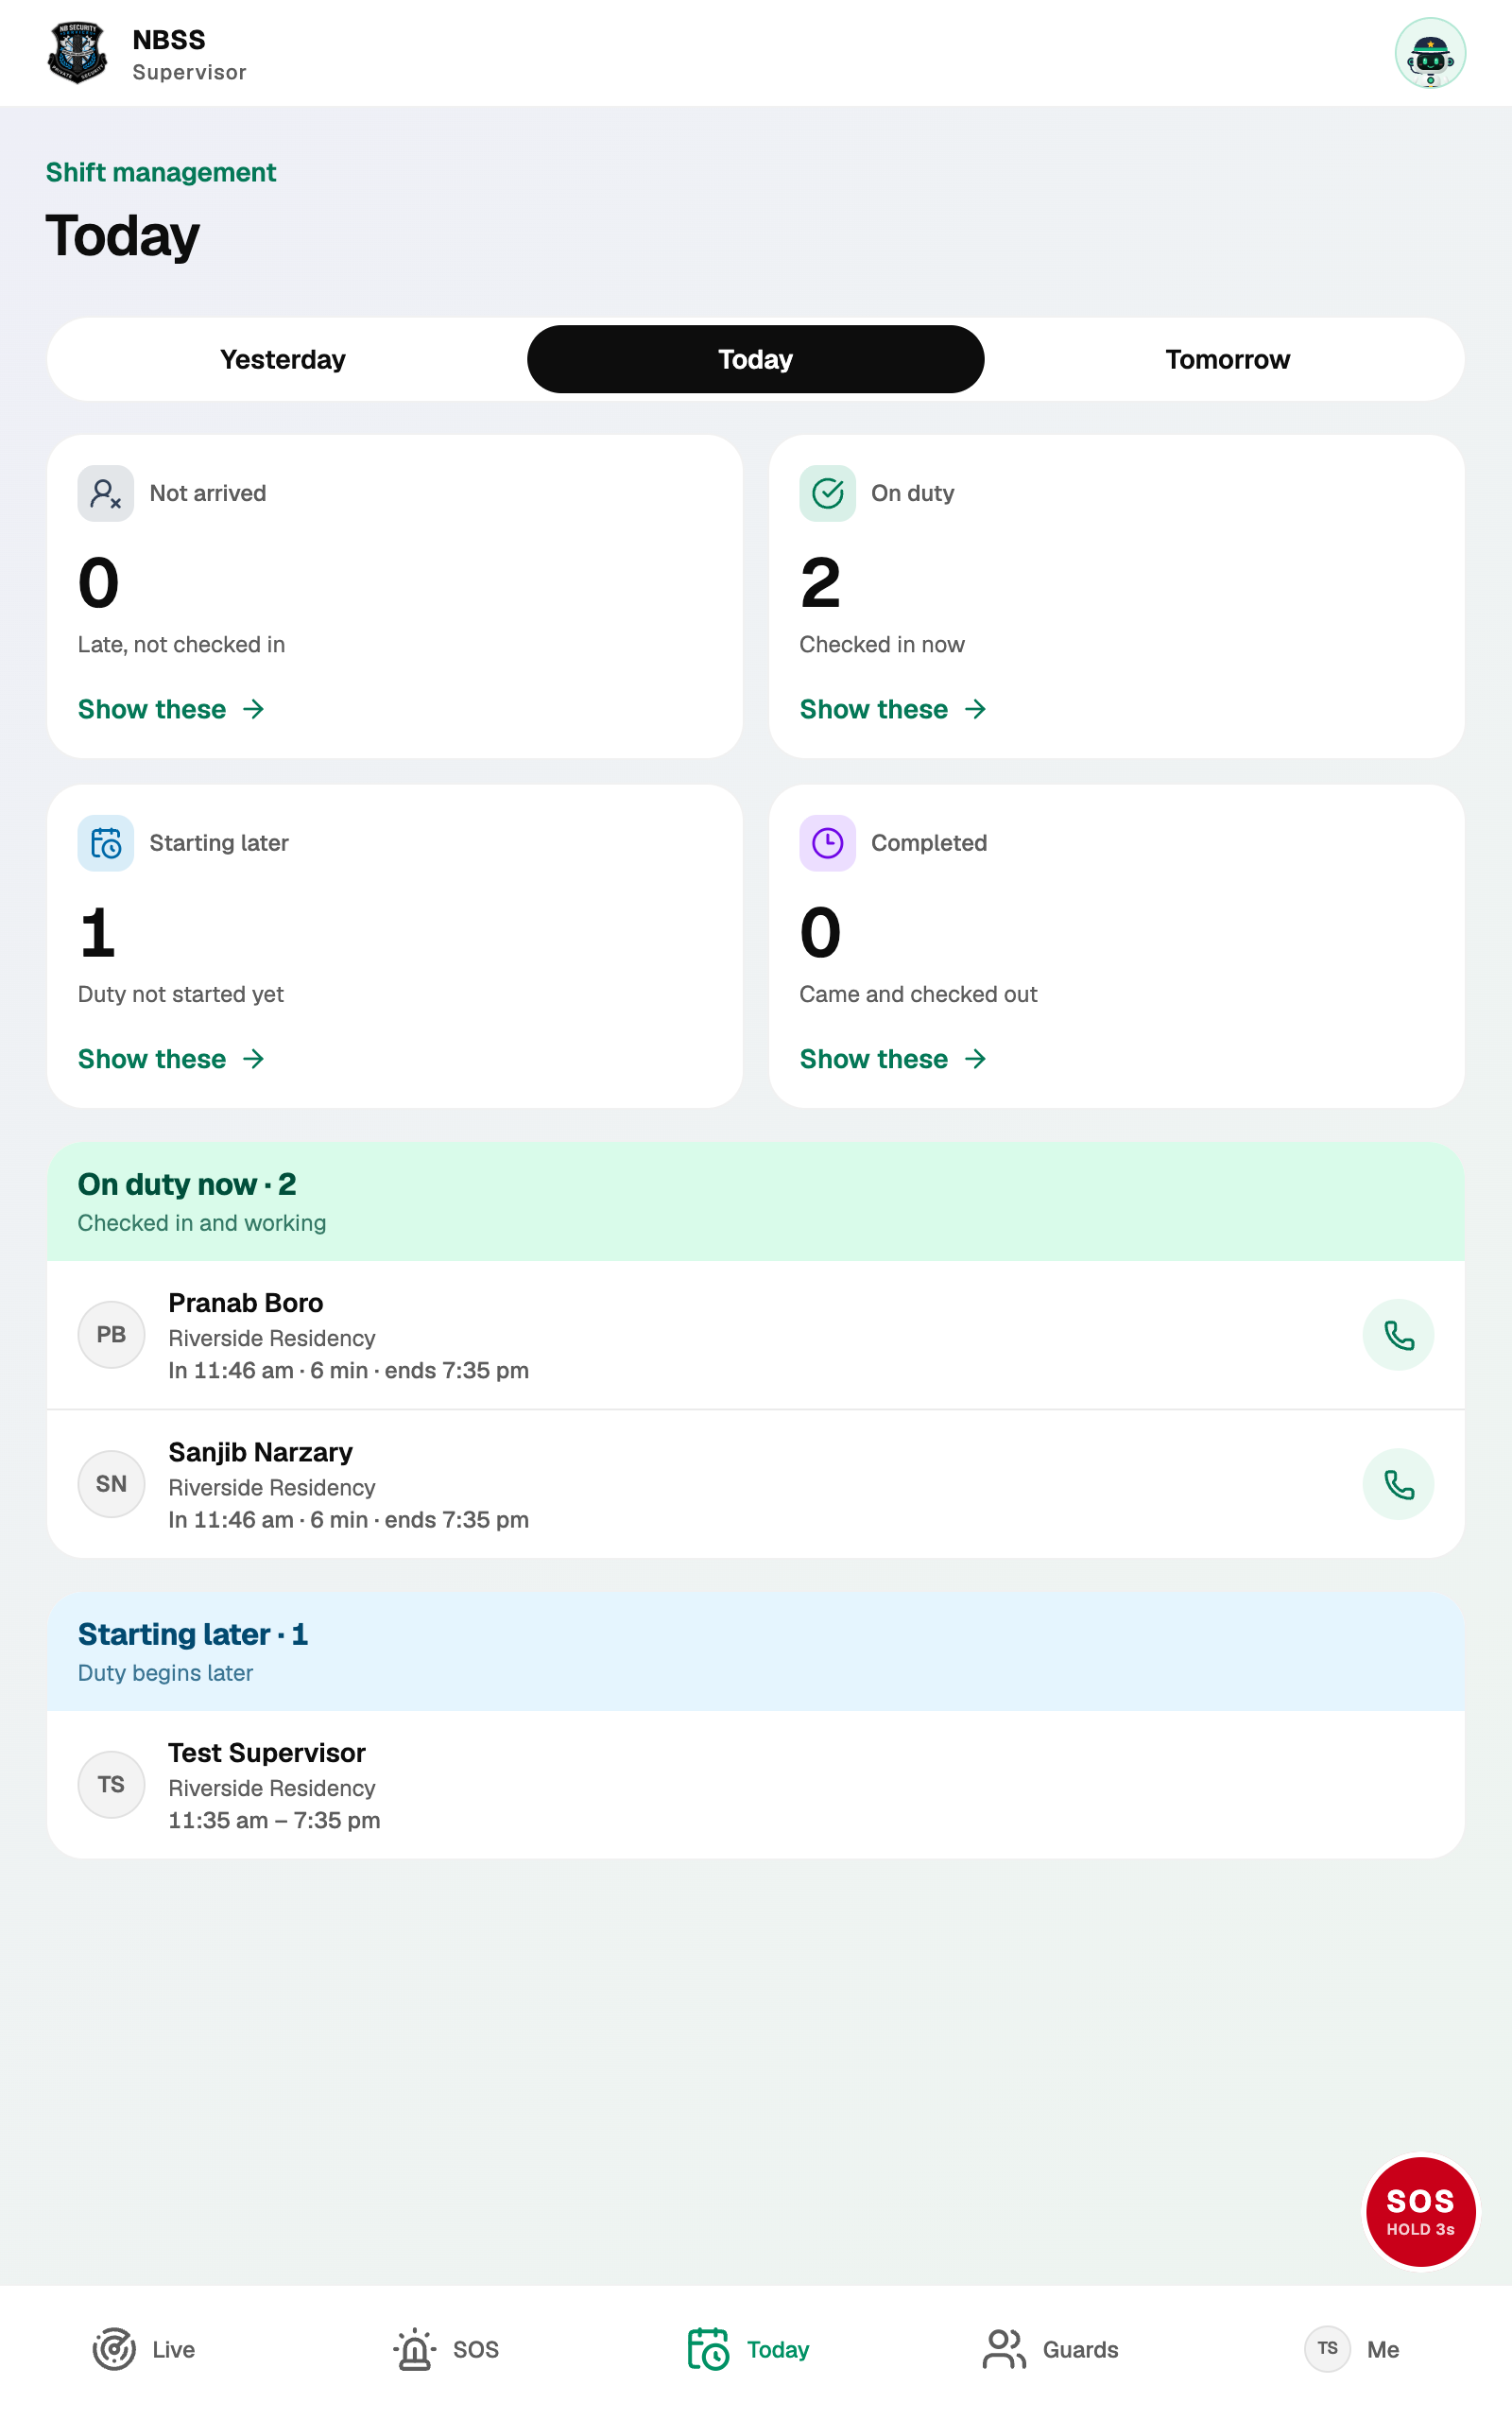 NB SECURITY
NBSS
Supervisor
Shift management
Today
Yesterday
Today
Tomorrow
Not arrived
0
Late, not checked in
Show these
On duty
2
Checked in now
Show these
Starting later
1
Duty not started yet
Show these
Completed
0
Came and checked out
Show these
On duty now · 2
Checked in and working
PB
Pranab Boro
Riverside Residency
In 11:46 am · 6 min · ends 7:35 pm
SN
Sanjib Narzary
Riverside Residency
In 11:46 am · 6 min · ends 7:35 pm
Starting later · 1
Duty begins later
TS
Test Supervisor
Riverside Residency
11:35 am – 7:35 pm
SOS
HOLD 3s
Live
SOS
Today
Guards
TS
Me